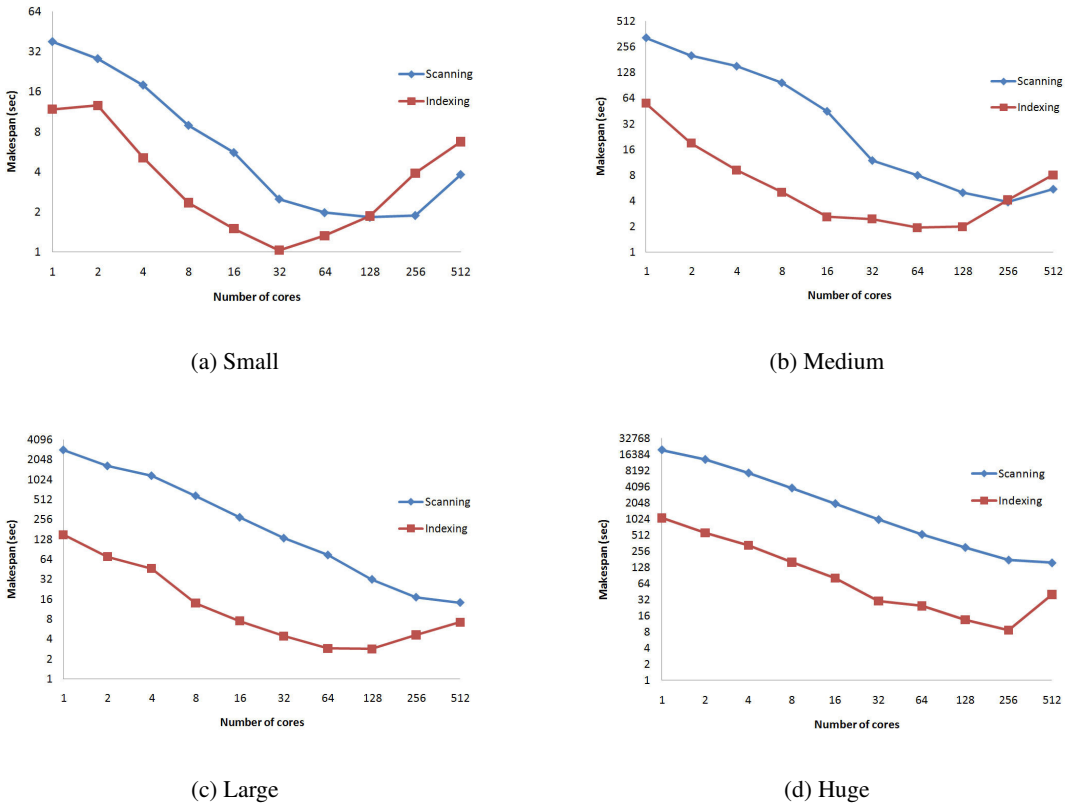 64
32
16
8
4
2
1
Makespan (sec)
Scanning
Indexing
1 2 4 8 16 32 64 128 256 512
Number of cores
(a) Small
512
256
128
64
32
16
8
4
2
1
Makespan (sec)
Scanning
Indexing
1 2 4 8 16 32 64 128 256 512
Number of cores
(b) Medium
4096
2048
1024
512
256
128
64
32
16
8
4
2
1
Makespan (sec)
Scanning
Indexing
1 2 4 8 16 32 64 128 256 512
Number of cores
(c) Large
32768
16384
8192
4096
2048
1024
512
256
128
64
32
16
8
4
2
1
Makespan (sec)
Scanning
Indexing
1 2 4 8 16 32 64 128 256 512
Number of cores
(d) Huge